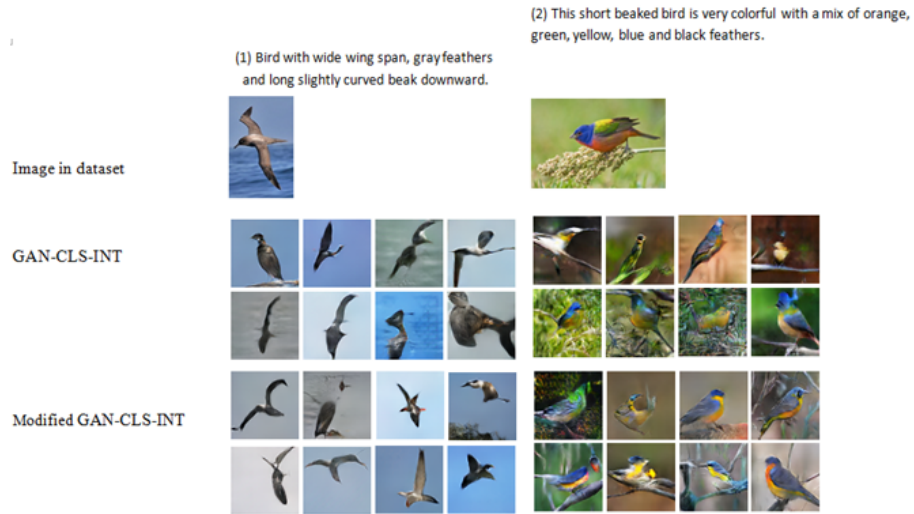 (2) This short beaked bird is very colorful with a mix of orange,
green, yellow, blue and black feathers.
(1) Bird with wide wing span, gray feathers
and long slightly curved beak downward.
Image in dataset
GAN-CLS-INT
Modified GAN-CLS-INT